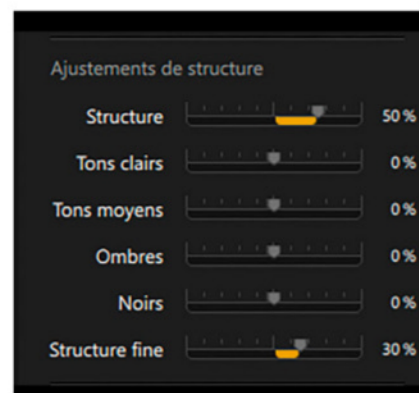 Ajustements de structure
Structure 50 %
Tons clairs 0 %
Tons moyens 0 %
Ombres 0 %
Noirs 0 %
Structure fine 30 %